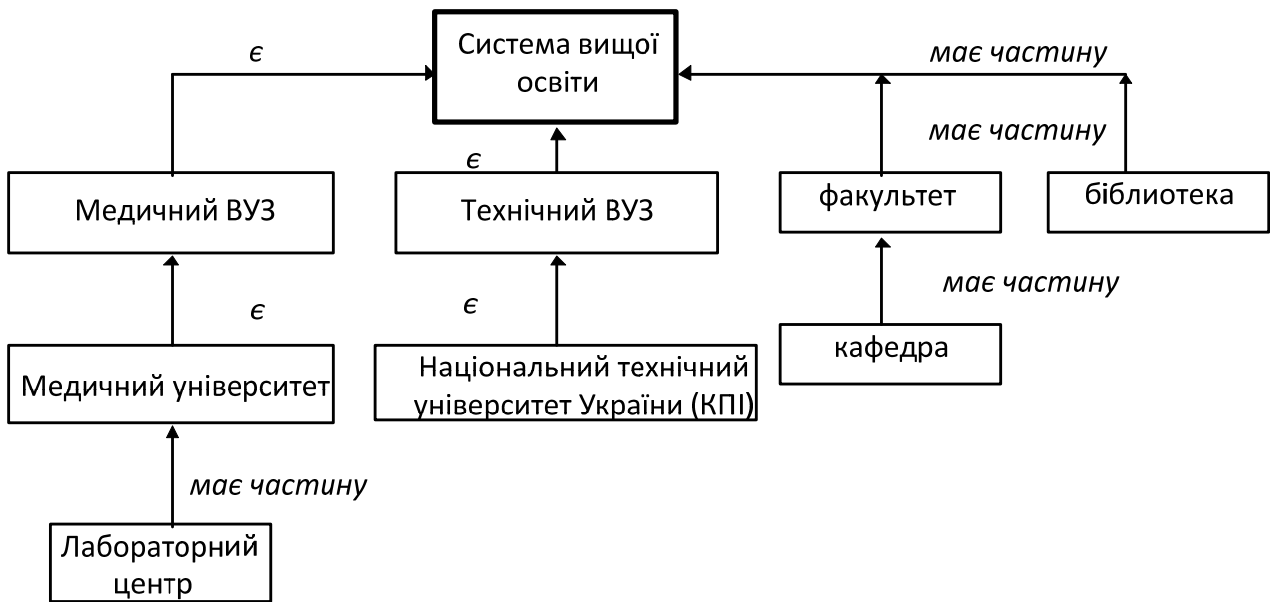 є
Система вищої
освіти
має частину
має частину
є
Медичний ВУЗ
Технічний ВУЗ
факультет
бібліотека
є
є
має частину
Медичний університет
Національний технічний
університет України (КПІ)
кафедра
має частину
Лабораторний
центр